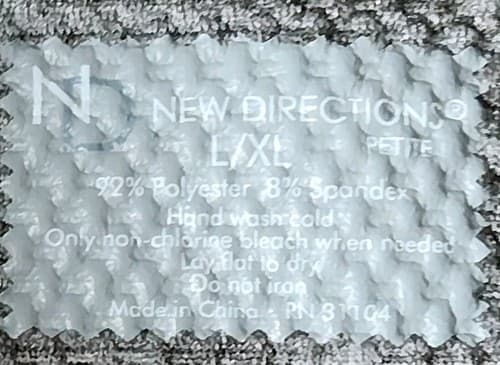 ND NEW DIRECTIONS®
L/XL PETITE
92% Polyester 8% Spandex
Hand wash cold
Only non-chlorine bleach when needed
Lay flat to dry
Do not iron
Made in China PN 31104